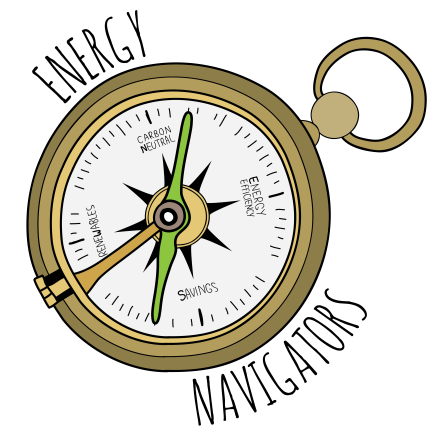 ENERGY
CARBON
NEUTRAL
ENERGY
EFFICIENCY
RENEWABLES
SAVINGS
NAVIGATORS